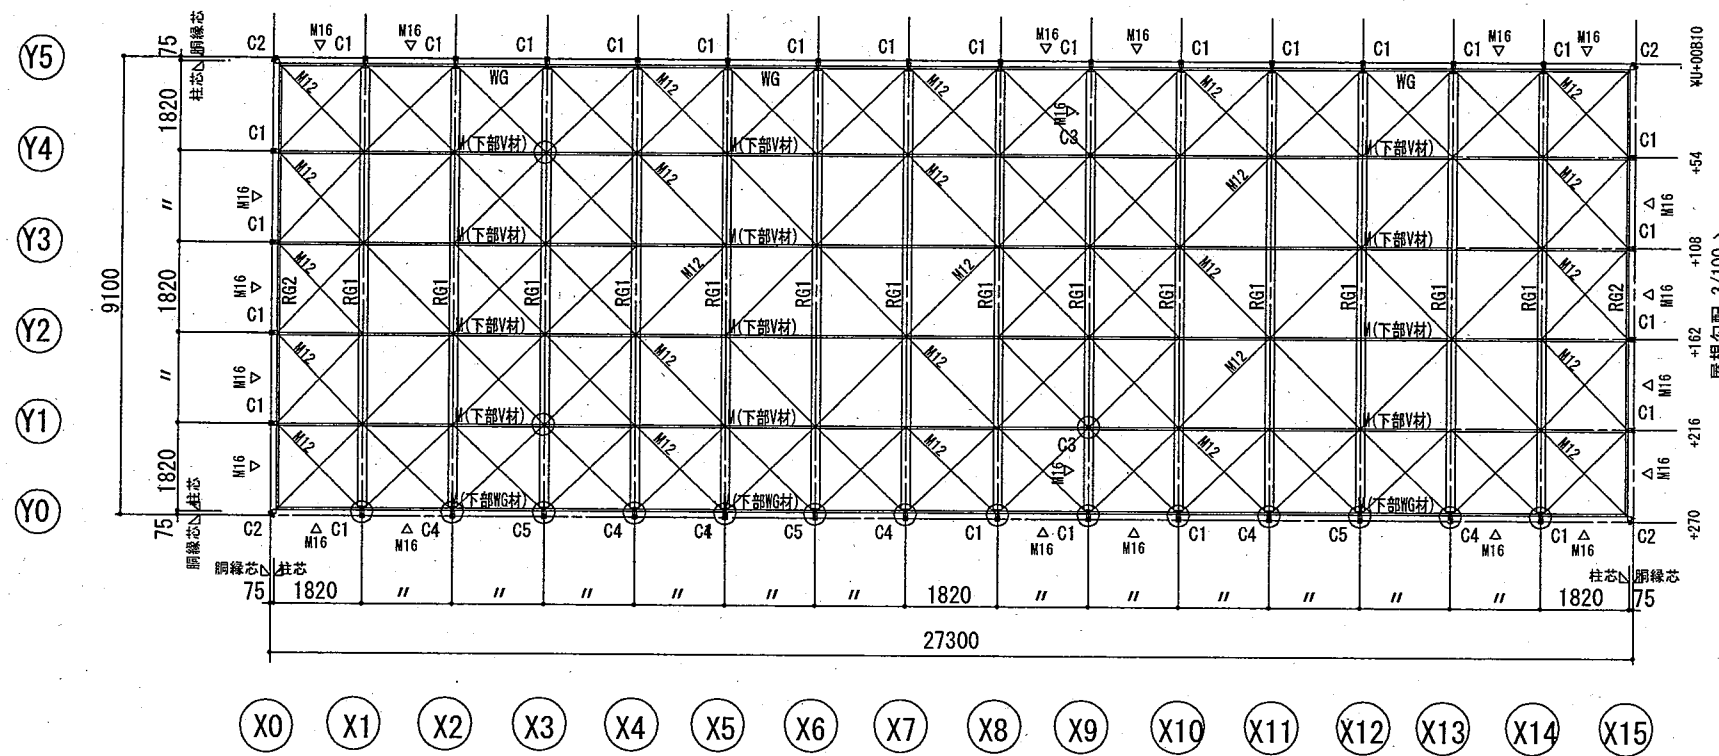 M16 M16 M16 M16 M16 M16
75 胴縁芯 C2 C1 C1 C1 C1 C1 C1 C1 C1 C1 C1 C1 C1 C1 C2
Y5
柱芯 WG WG WG
M12 M12 M12 M12 M12
1820 M16
C1 C3 C1
Y4 M(下部V材) M(下部V材) M(下部V材) +54
M12 M12 M12 M12 M12
〃 M16 M16
C1 C1
Y3 M(下部V材) M(下部V材) M(下部V材) +108
M12 M12 M12 M12 M12
9100 1820 M16 RG2 RG1 RG1 RG1 RG1 RG1 RG1 RG1 RG1 RG1 RG1 RG1 RG1 RG1 RG2 M16
C1 C1
Y2 M(下部V材) M(下部V材) M(下部V材) +162
M12 M12 M12 M12 M12
〃 M16 M16
C1 C1
Y1 M(下部V材) M(下部V材) M(下部V材) +216
C3
M12 M12 M12 M12 M12
1820 M16 M16 M16
柱芯 (下部WG材) (下部WG材) (下部WG材)
Y0 +270
75 C2 C1 C4 C5 C4 C4 C5 C4 C1 C1 C1 C4 C5 C4 C1 C2
胴縁芯 M16 M16 M16 M16 M16 M16
胴縁芯 柱芯 柱芯 胴縁芯
75 1820 〃 〃 〃 〃 〃 〃 1820 〃 〃 〃 〃 〃 〃 1820 75
27300
X0 X1 X2 X3 X4 X5 X6 X7 X8 X9 X10 X11 X12 X13 X14 X15